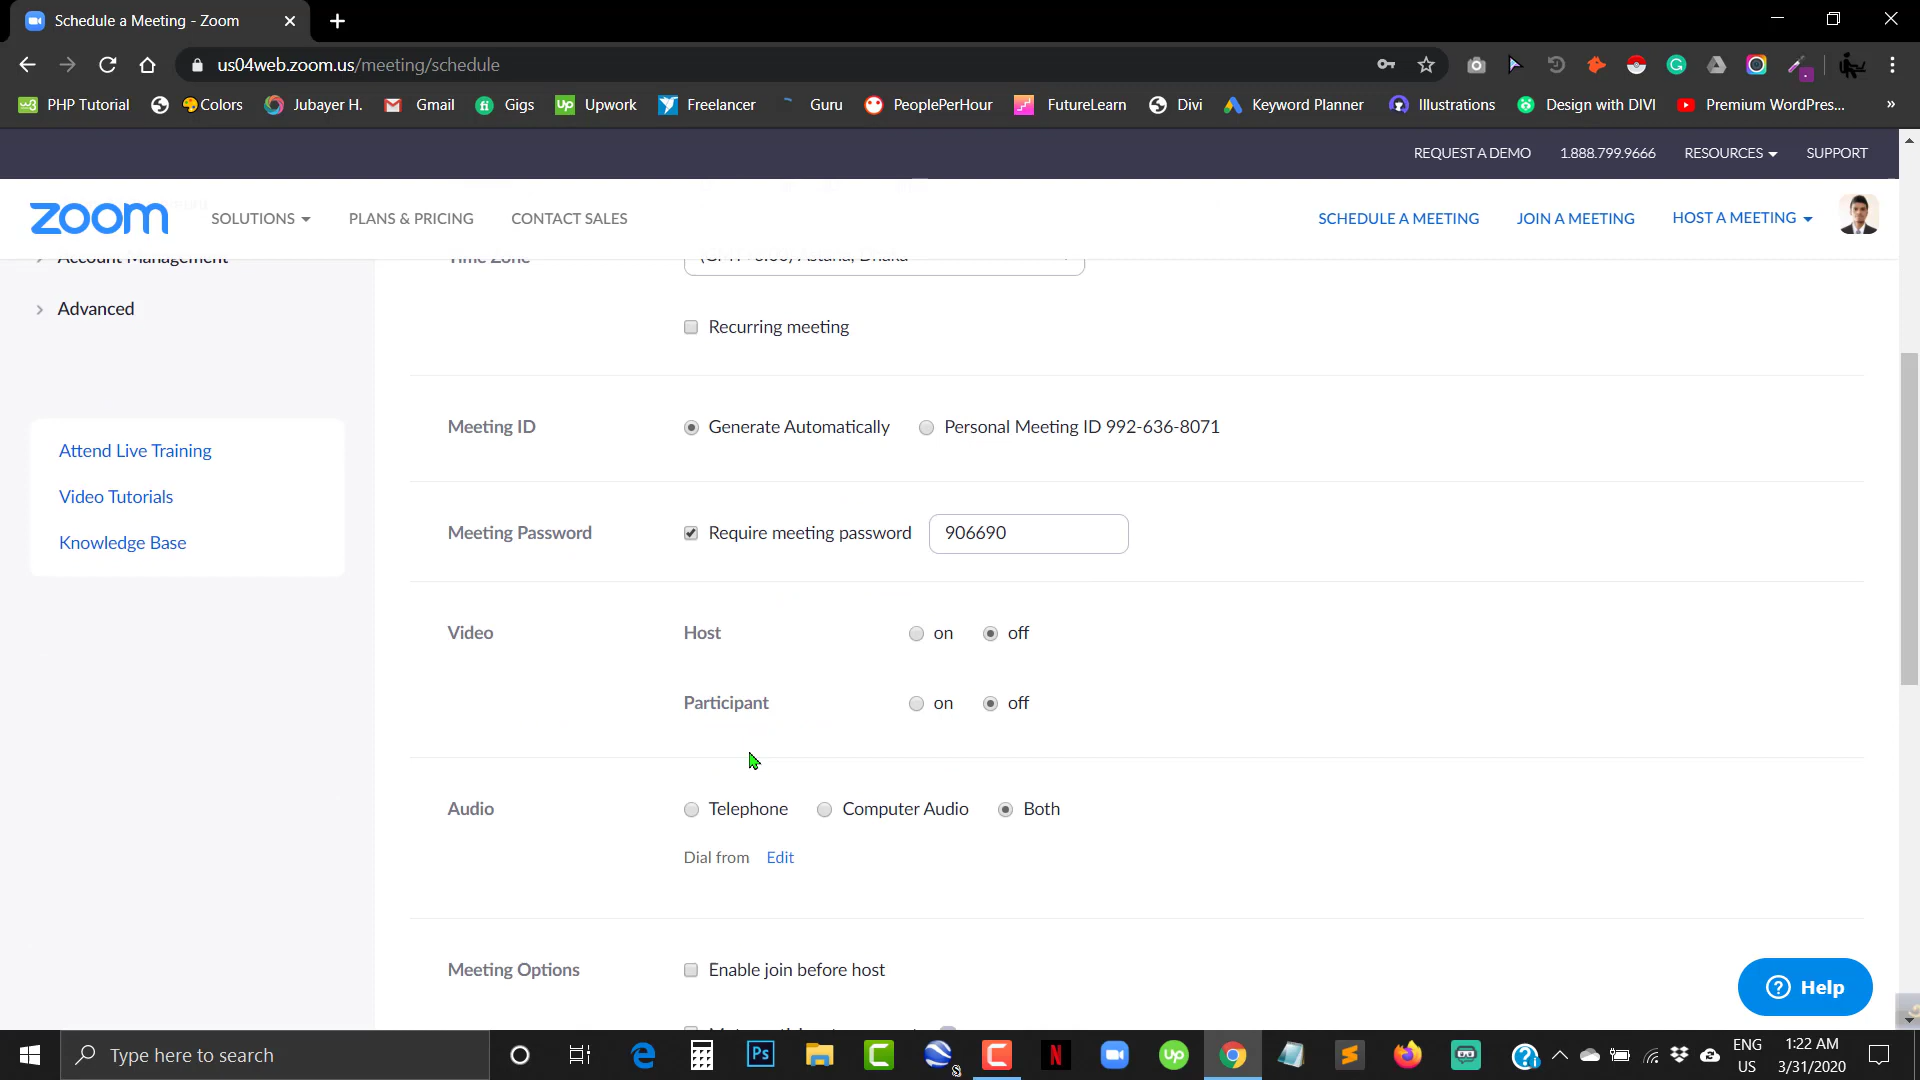 Schedule a Meeting - Zoom
us04web.zoom.us/meeting/schedule
PHP Tutorial Colors Jubayer H. Gmail Gigs Upwork Freelancer Guru PeoplePerHour FutureLearn Divi Keyword Planner Illustrations Design with DIVI Premium WordPres... »
REQUEST A DEMO 1.888.799.9666 RESOURCES SUPPORT
zoom SOLUTIONS PLANS & PRICING CONTACT SALES SCHEDULE A MEETING JOIN A MEETING HOST A MEETING
Account Management
Time Zone
Advanced
Recurring meeting
Meeting ID Generate Automatically Personal Meeting ID 992-636-8071
Attend Live Training
Video Tutorials
Knowledge Base
Meeting Password Require meeting password 906690
Video Host on off
Participant on off
Audio Telephone Computer Audio Both
Dial from Edit
Meeting Options Enable join before host
Help
Type here to search
ENG
US
1:22 AM
3/31/2020